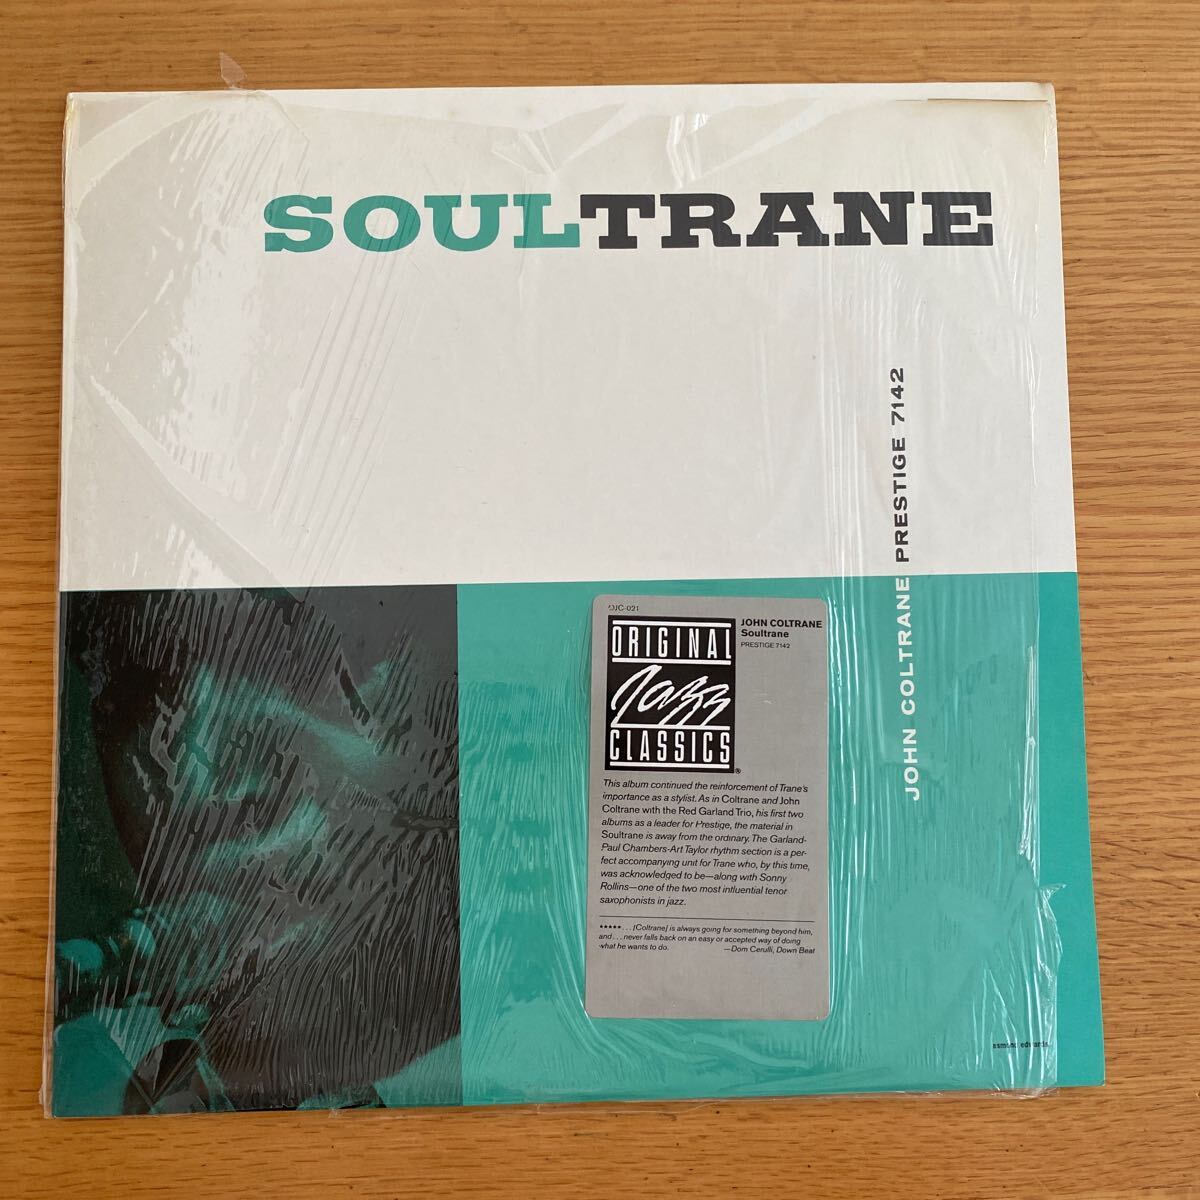 SOULTRANE
JOHN COLTRANE PRESTIGE 7142
OJC-021
ORIGINAL
Jazz
CLASSICS
®
JOHN COLTRANE
Soultrane
PRESTIGE 7142
This album continued the reinforcement of Trane's
importance as a stylist. As in Coltrane and John
Coltrane with the Red Garland Trio, his first two
albums as a leader for Prestige, the material in
Soultrane is away from the ordinary. The Garland-
Paul Chambers-Art Taylor rhythm section is a per-
fect accompanying unit for Trane who, by this time,
was acknowledged to be—along with Sonny
Rollins—one of the two most influential tenor
saxophonists in jazz.
★★★★★ . . . [Coltrane] is always going for something beyond him,
and . . . never falls back on an easy or accepted way of doing
what he wants to do.
—Dom Cerulli, Down Beat
esmond edwards